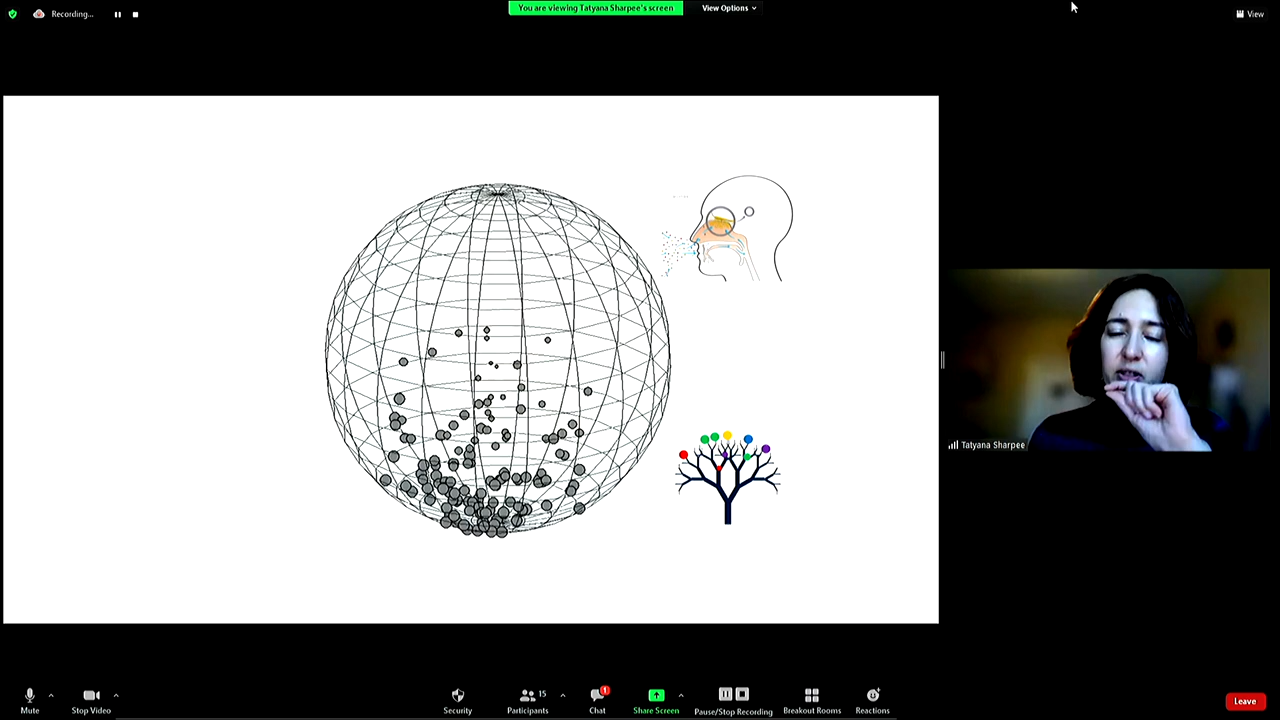 Recording...
You are viewing Tatyana Sharpee's screen
View Options
View
Tatyana Sharpee
Mute
Stop Video
Security
Participants
15
Chat
1
Share Screen
Pause/Stop Recording
Breakout Rooms
Reactions
Leave